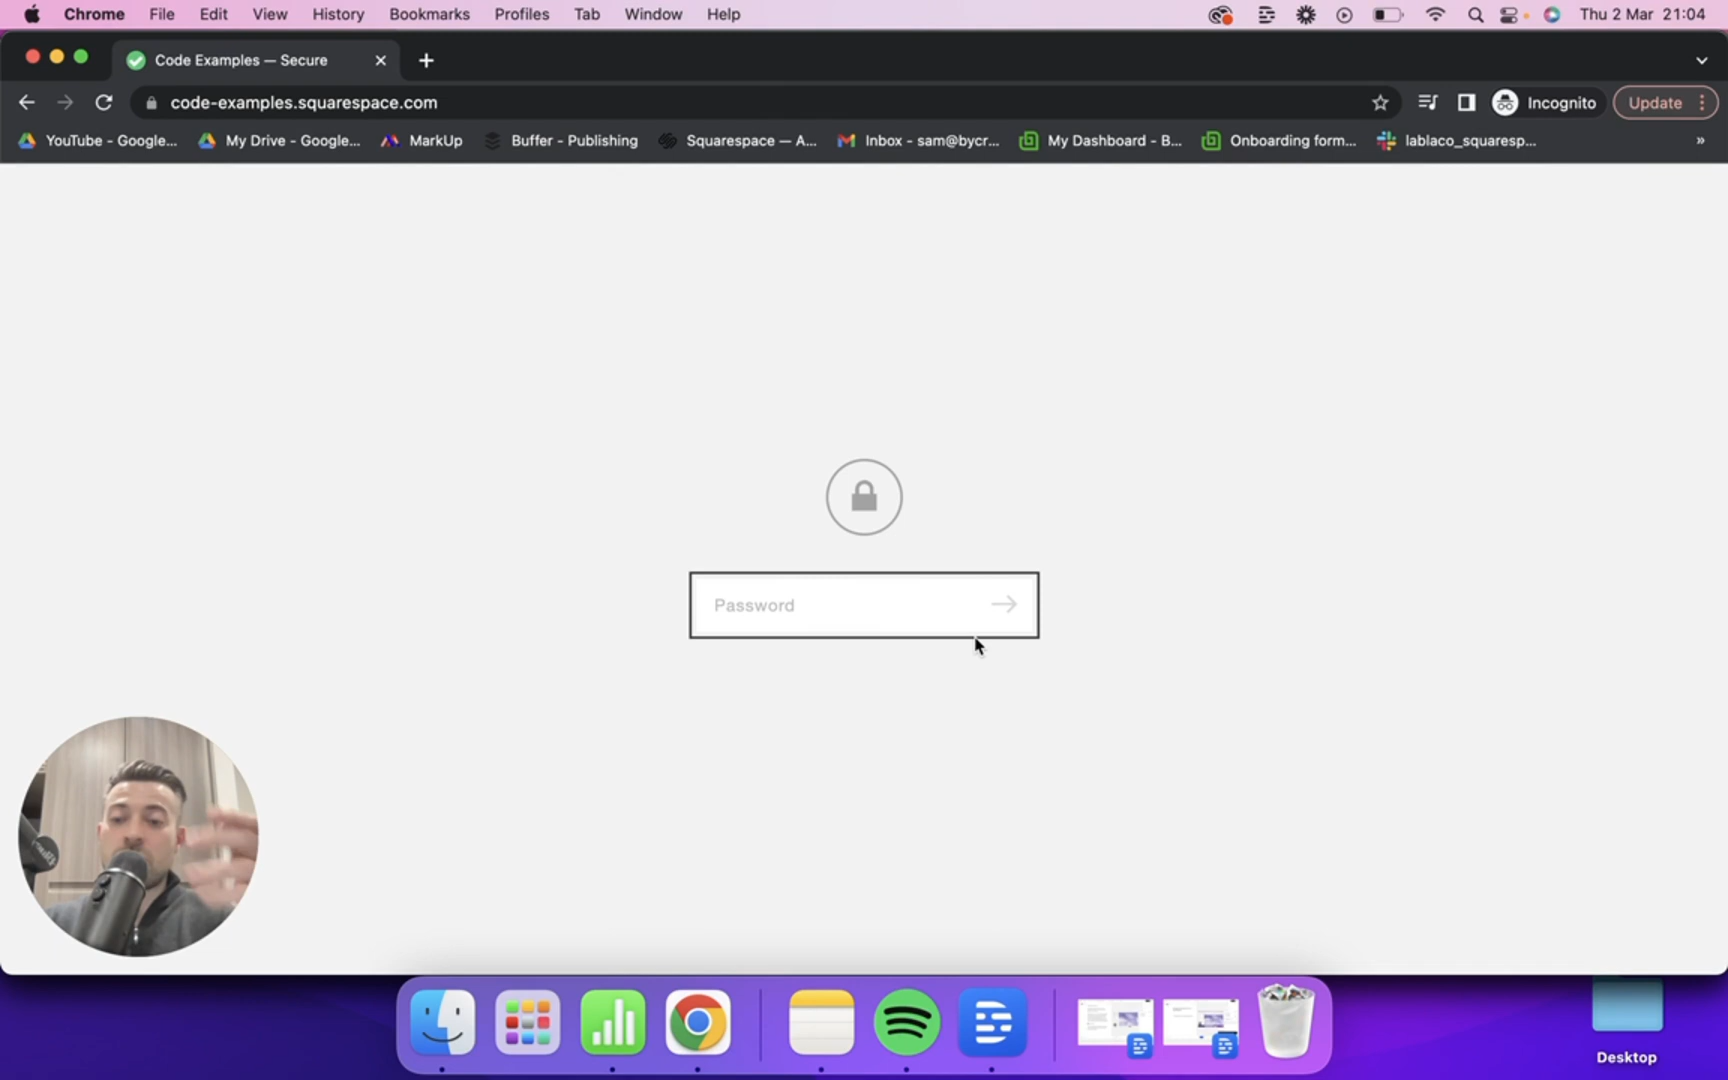 Chrome File Edit View History Bookmarks Profiles Tab Window Help Thu 2 Mar 21:04
Code Examples — Secure
code-examples.squarespace.com Incognito Update
YouTube - Google... My Drive - Google... MarkUp Buffer - Publishing Squarespace — A... Inbox - sam@bycr... My Dashboard - B... Onboarding form... lablaco_squaresp... »
Password
Desktop